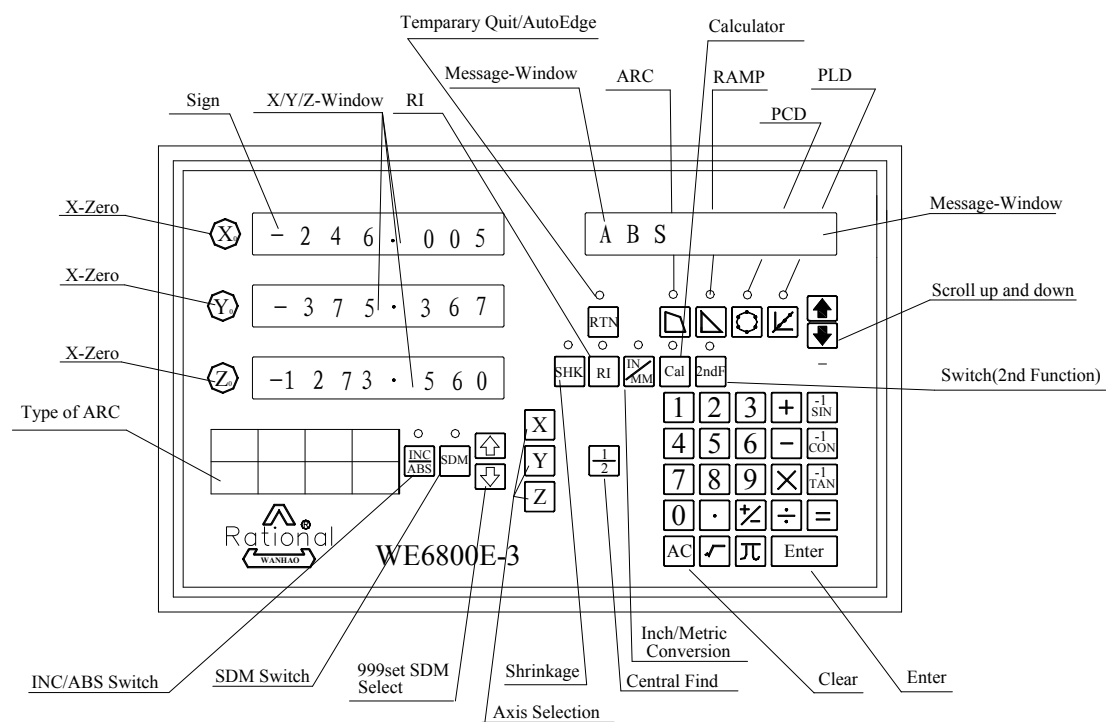 Temparary Quit/AutoEdge
Calculator
Message-Window
ARC
RAMP
PLD
Sign
X/Y/Z-Window
RI
PCD
X-Zero
X0
- 2 4 6 . 0 0 5
A B S
Message-Window
X-Zero
Y0
- 3 7 5 . 3 6 7
RTN
Scroll up and down
X-Zero
Z0
-1 2 7 3 . 5 6 0
SHK
RI
IN/MM
Cal
2ndF
Switch(2nd Function)
Type of ARC
INC
ABS
SDM
X
Y
Z
1/2
1 2 3 + -1 SIN
4 5 6 - -1 CON
7 8 9 × -1 TAN
0 . +/- ÷ =
AC √ π Enter
Rational ®
WANHAO
WE6800E-3
INC/ABS Switch
SDM Switch
999set SDM
Select
Axis Selection
Shrinkage
Inch/Metric
Conversion
Central Find
Clear
Enter